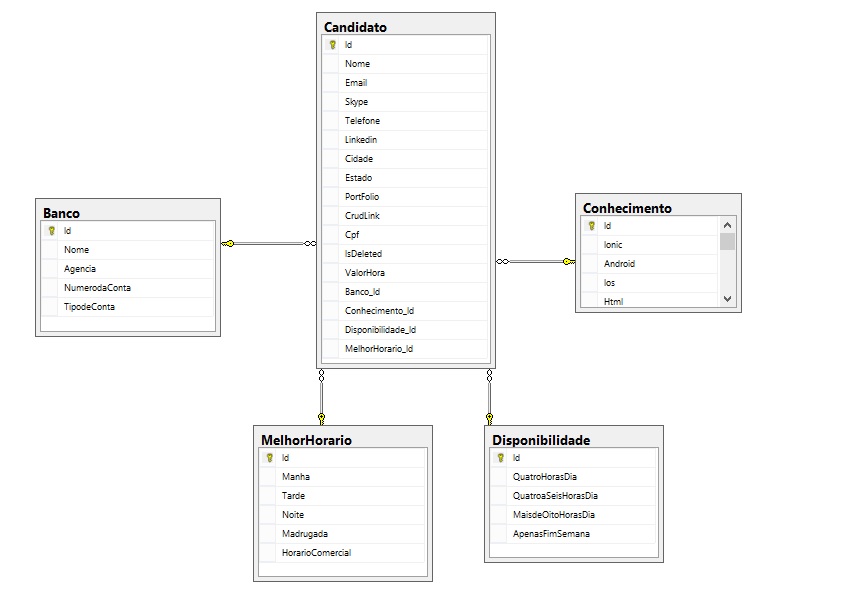 Candidato
Id
Nome
Email
Skype
Telefone
Linkedin
Cidade
Estado
PortFolio
CrudLink
Cpf
IsDeleted
ValorHora
Banco_Id
Conhecimento_Id
Disponibilidade_Id
MelhorHorario_Id
Banco
Id
Nome
Agencia
NumerodaConta
TipodeConta
Conhecimento
Id
Ionic
Android
Ios
Html
MelhorHorario
Id
Manha
Tarde
Noite
Madrugada
HorarioComercial
Disponibilidade
Id
QuatroHorasDia
QuatroaSeisHorasDia
MaisdeOitoHorasDia
ApenasFimSemana